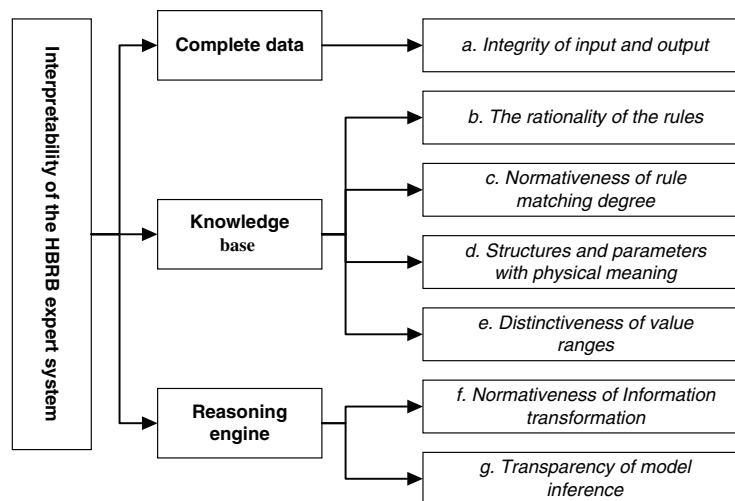 Interpretability of the HBRB expert system
Complete data
a. Integrity of input and output
b. The rationality of the rules
Knowledge
base
c. Normativeness of rule
matching degree
d. Structures and parameters
with physical meaning
e. Distinctiveness of value
ranges
Reasoning
engine
f. Normativeness of Information
transformation
g. Transparency of model
inference